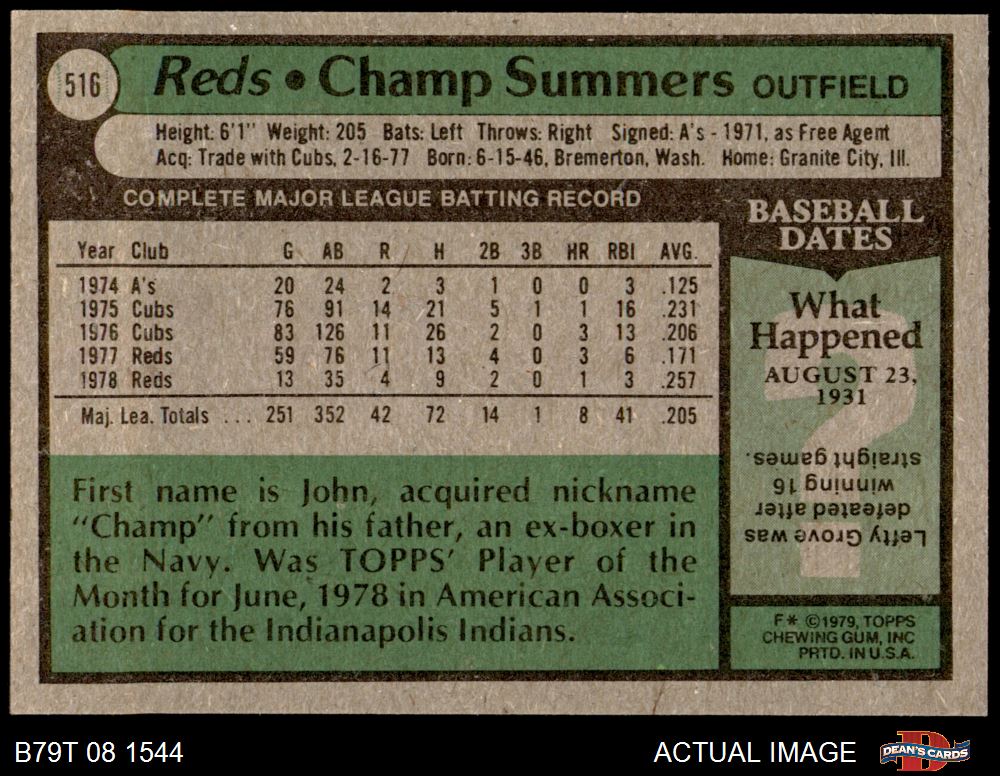 516
Reds • Champ Summers OUTFIELD
Height: 6'1" Weight: 205 Bats: Left Throws: Right Signed: A's - 1971, as Free Agent
Acq: Trade with Cubs, 2-16-77 Born: 6-15-46, Bremerton, Wash. Home: Granite City, Ill.
COMPLETE MAJOR LEAGUE BATTING RECORD
Year Club G AB R H 2B 3B HR RBI AVG.
1974 A's 20 24 2 3 1 0 0 3 .125
1975 Cubs 76 91 14 21 5 1 1 16 .231
1976 Cubs 83 126 11 26 2 0 3 13 .206
1977 Reds 59 76 11 13 4 0 3 6 .171
1978 Reds 13 35 4 9 2 0 1 3 .257
Maj. Lea. Totals ... 251 352 42 72 14 1 8 41 .205
First name is John, acquired nickname
"Champ" from his father, an ex-boxer in
the Navy. Was TOPPS' Player of the
Month for June, 1978 in American Associ-
ation for the Indianapolis Indians.
BASEBALL
DATES
What
Happened
AUGUST 23,
1931
Lefty Grove was
defeated after
winning 16
straight games.
F* ©1979, TOPPS
CHEWING GUM, INC
PRTD. IN U.S.A.
B79T 08 1544
ACTUAL IMAGE
DEAN'S CARDS